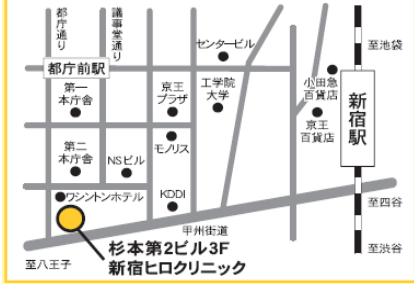 都庁通り
議事堂通り
センタービル
至池袋
都庁前駅
第一
本庁舎
京王
プラザ
工学院
大学
小田急
百貨店
新宿駅
京王
百貨店
第二
本庁舎
NSビル
モノリス
ワシントンホテル
KDDI
至四谷
甲州街道
杉本第2ビル3F
新宿ヒロクリニック
至八王子
至渋谷